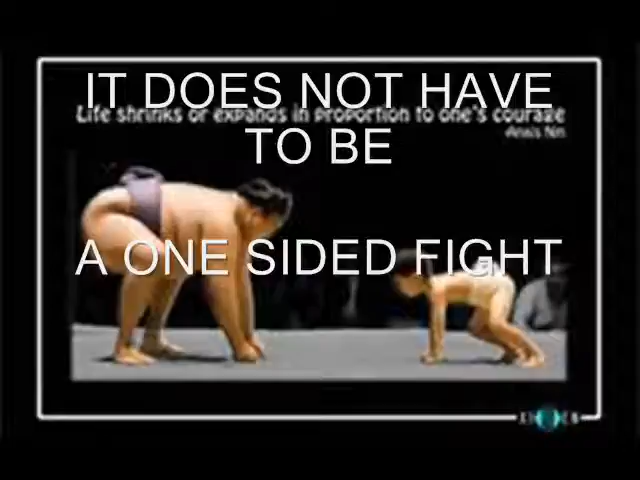 IT DOES NOT HAVE
Life shrinks or expands in proportion to one's courage
Anais Nin
TO BE
A ONE SIDED FIGHT